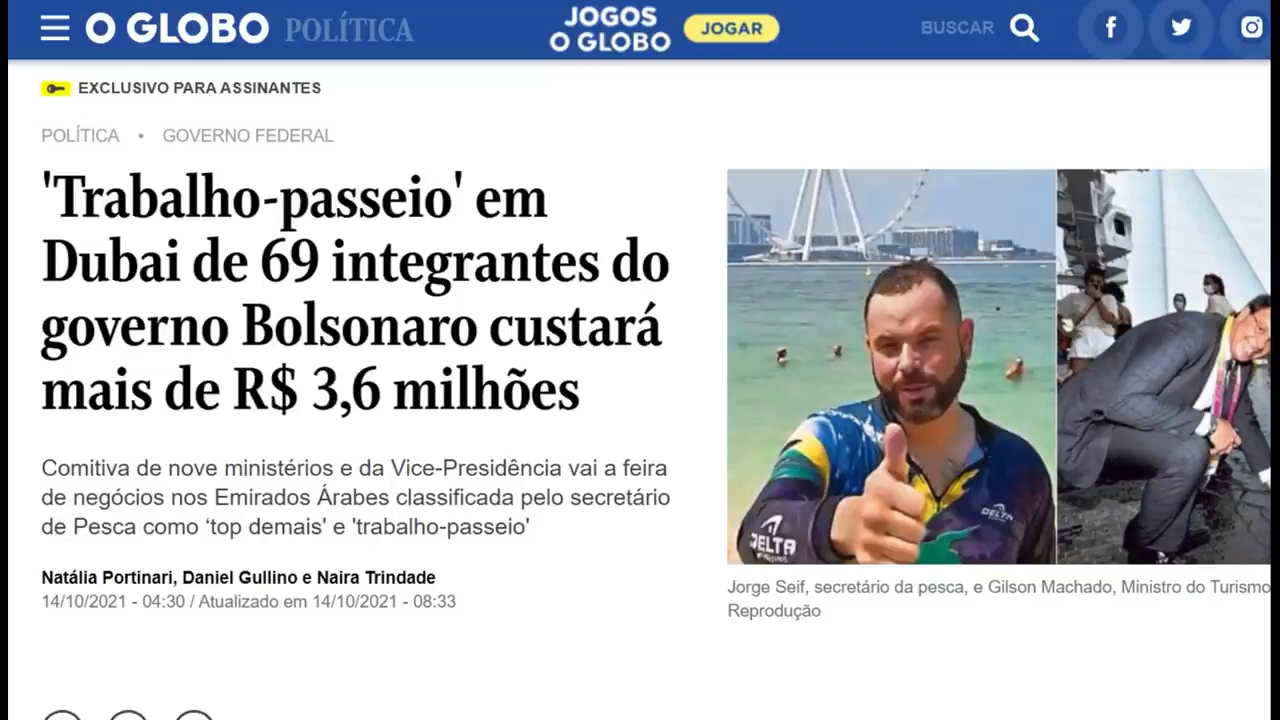 O GLOBO POLÍTICA
JOGOS
O GLOBO
JOGAR
BUSCAR
EXCLUSIVO PARA ASSINANTES
POLÍTICA • GOVERNO FEDERAL
'Trabalho-passeio' em
Dubai de 69 integrantes do
governo Bolsonaro custará
mais de R$ 3,6 milhões
Comitiva de nove ministérios e da Vice-Presidência vai a feira
de negócios nos Emirados Árabes classificada pelo secretário
de Pesca como ‘top demais' e 'trabalho-passeio'
Natália Portinari, Daniel Gullino e Naira Trindade
14/10/2021 - 04:30 / Atualizado em 14/10/2021 - 08:33
DELTA
DELTA
Jorge Seif, secretário da pesca, e Gilson Machado, Ministro do Turismo
Reprodução